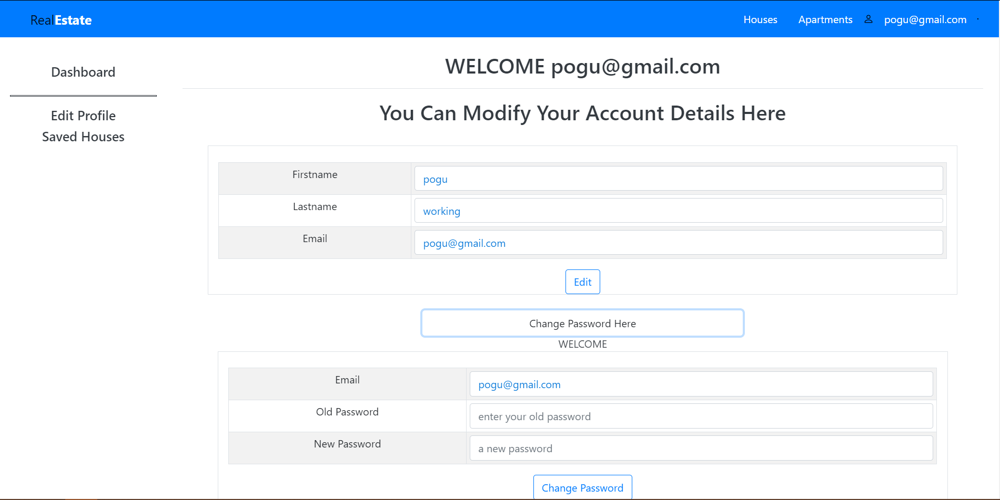 RealEstate Houses Apartments pogu@gmail.com
Dashboard
Edit Profile
Saved Houses
WELCOME pogu@gmail.com
You Can Modify Your Account Details Here
Firstname pogu
Lastname working
Email pogu@gmail.com
Edit
Change Password Here
WELCOME
Email pogu@gmail.com
Old Password enter your old password
New Password a new password
Change Password